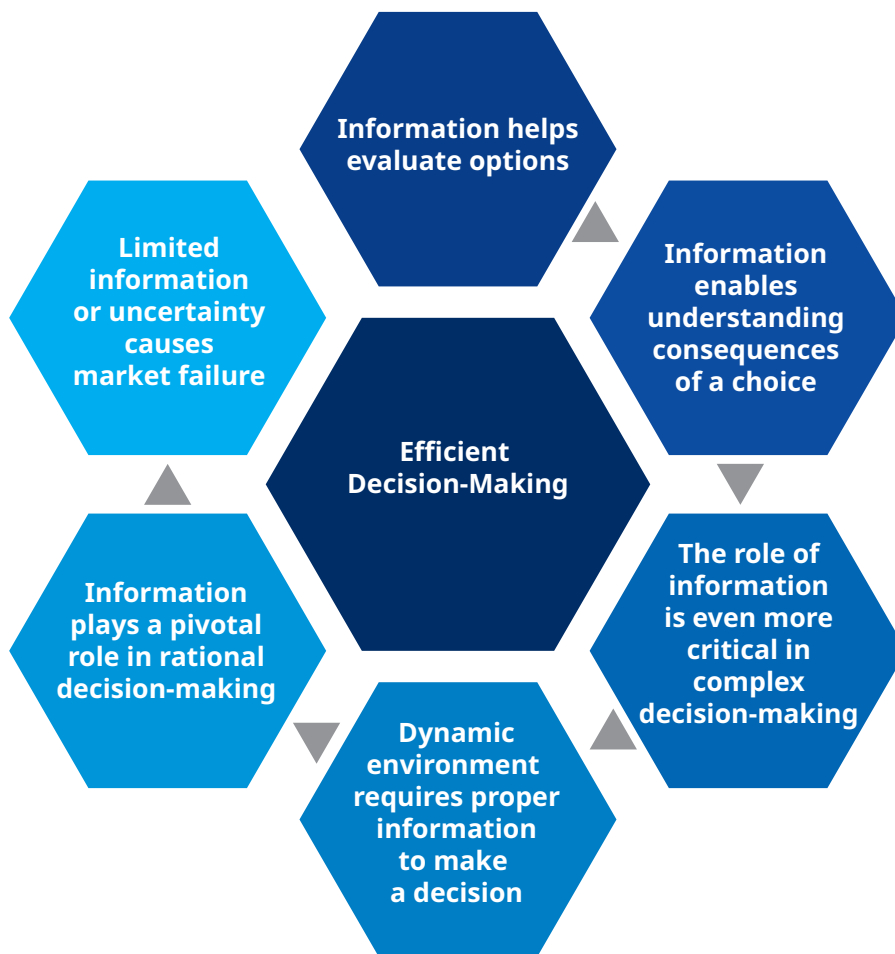 Information helps
evaluate options
Information
enables
understanding
consequences
of a choice
The role of
information
is even more
critical in
complex
decision-making
Dynamic
environment
requires proper
information
to make
a decision
Information
plays a pivotal
role in rational
decision-making
Limited
information
or uncertainty
causes
market failure
Efficient
Decision-Making